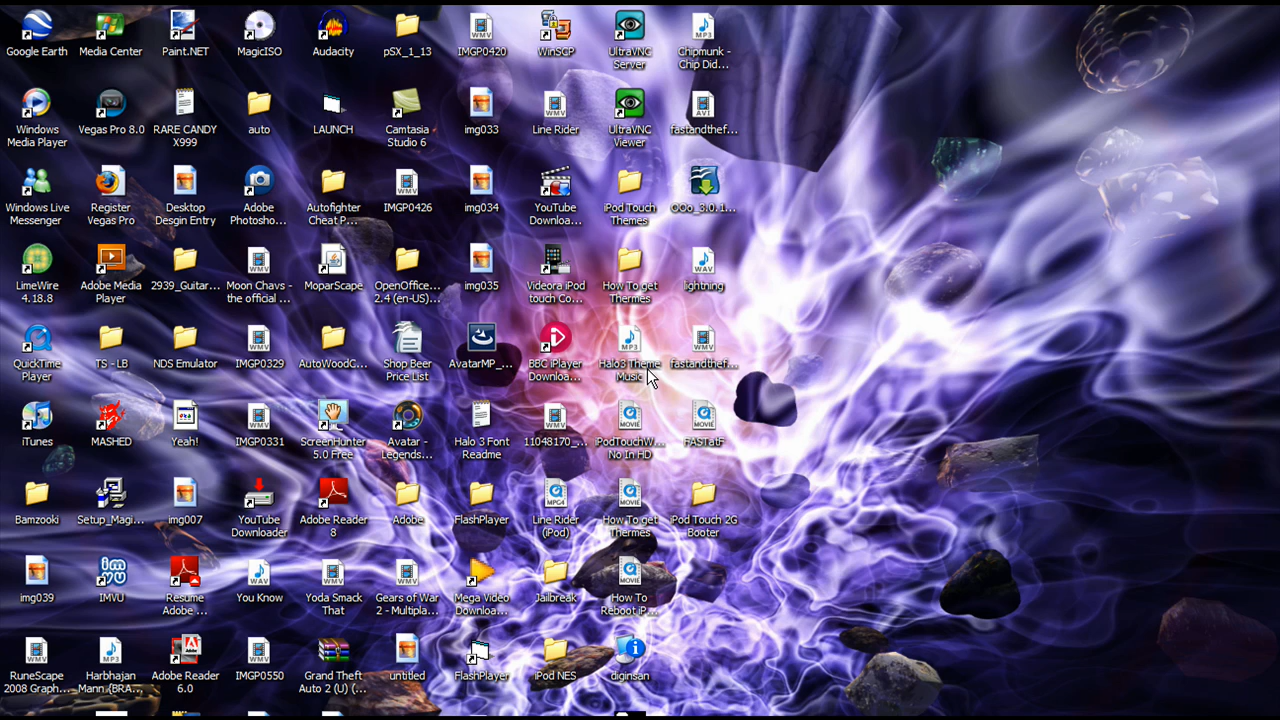 Google Earth
Media Center
Paint.NET
MagicISO
Audacity
pSX_1_13
IMGP0420
WinSCP
UltraVNC
Server
Chipmunk -
Chip Did...
Windows
Media Player
Vegas Pro 8.0
RARE CANDY
X999
auto
LAUNCH
Camtasia
Studio 6
img033
Line Rider
UltraVNC
Viewer
fastandthef...
Windows Live
Messenger
Register
Vegas Pro
Desktop
Desgin Entry
Adobe
Photosho...
Autofighter
Cheat P...
IMGP0426
img034
YouTube
Downloa...
iPod Touch
Themes
OOo_3.0.1...
LimeWire
4.18.8
Adobe Media
Player
2939_Guitar...
Moon Chavs -
the official ...
MoparScape
OpenOffice...
2.4 (en-US)...
img035
Videora iPod
touch Co...
How To get
Thermes
lightning
QuickTime
Player
TS - LB
NDS Emulator
IMGP0329
AutoWoodC...
Shop Beer
Price List
AvatarMP_...
BBC iPlayer
Downloa...
Halo3 Theme
Music
fastandthef...
iTunes
MASHED
Yeah!
IMGP0331
ScreenHunter
5.0 Free
Avatar -
Legends...
Halo 3 Font
Readme
11048170_...
iPodTouchW...
No In HD
FASTatF
Bamzooki
Setup_Magi...
img007
YouTube
Downloader
Adobe Reader
8
Adobe
FlashPlayer
Line Rider
(iPod)
How To get
Thermes
iPod Touch 2G
Booter
img039
IMVU
Resume
Adobe ...
You Know
Yoda Smack
That
Gears of War
2 - Multipla...
Mega Video
Downloa...
Jailbreak
How To
Reboot iP...
RuneScape
2008 Graph...
Harbhajan
Mann (BRA...
Adobe Reader
6.0
IMGP0550
Grand Theft
Auto 2 (U) (...
untitled
FlashPlayer
iPod NES
diginsan